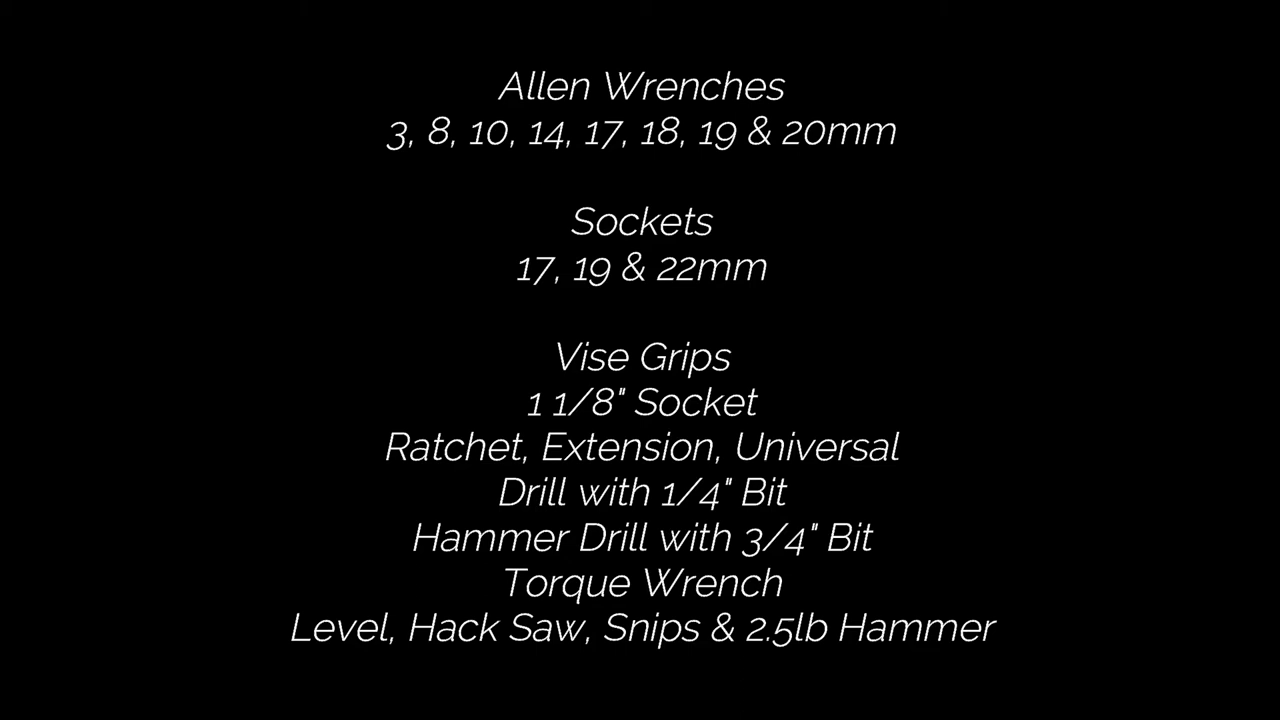 Allen Wrenches
3, 8, 10, 14, 17, 18, 19 & 20mm
Sockets
17, 19 & 22mm
Vise Grips
1 1/8" Socket
Ratchet, Extension, Universal
Drill with 1/4" Bit
Hammer Drill with 3/4" Bit
Torque Wrench
Level, Hack Saw, Snips & 2.5lb Hammer